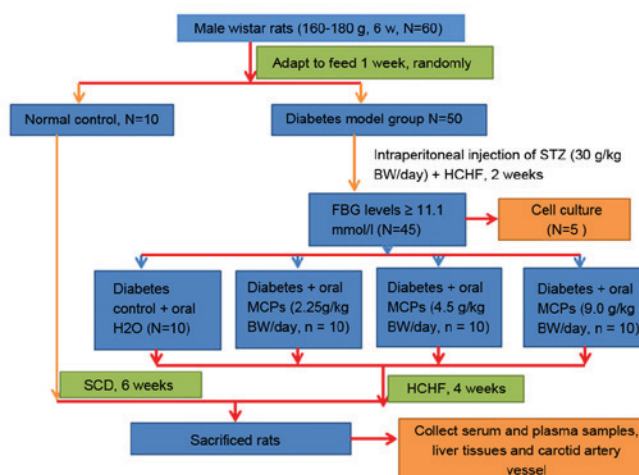 Male wistar rats (160-180 g, 6 w, N=60)
Adapt to feed 1 week, randomly
Normal control, N=10
Diabetes model group N=50
Intraperitoneal injection of STZ (30 g/kg
BW/day) + HCHF, 2 weeks
FBG levels ≥ 11.1
mmol/l (N=45)
Cell culture
(N=5 )
Diabetes
control + oral
H2O (N=10)
Diabetes + oral
MCPs (2.25g/kg
BW/day, n = 10)
Diabetes + oral
MCPs (4.5 g/kg
BW/day, n = 10)
Diabetes + oral
MCPs (9.0 g/kg
BW/day, n = 10)
SCD, 6 weeks
HCHF, 4 weeks
Sacrificed rats
Collect serum and plasma samples,
liver tissues and carotid artery
vessel